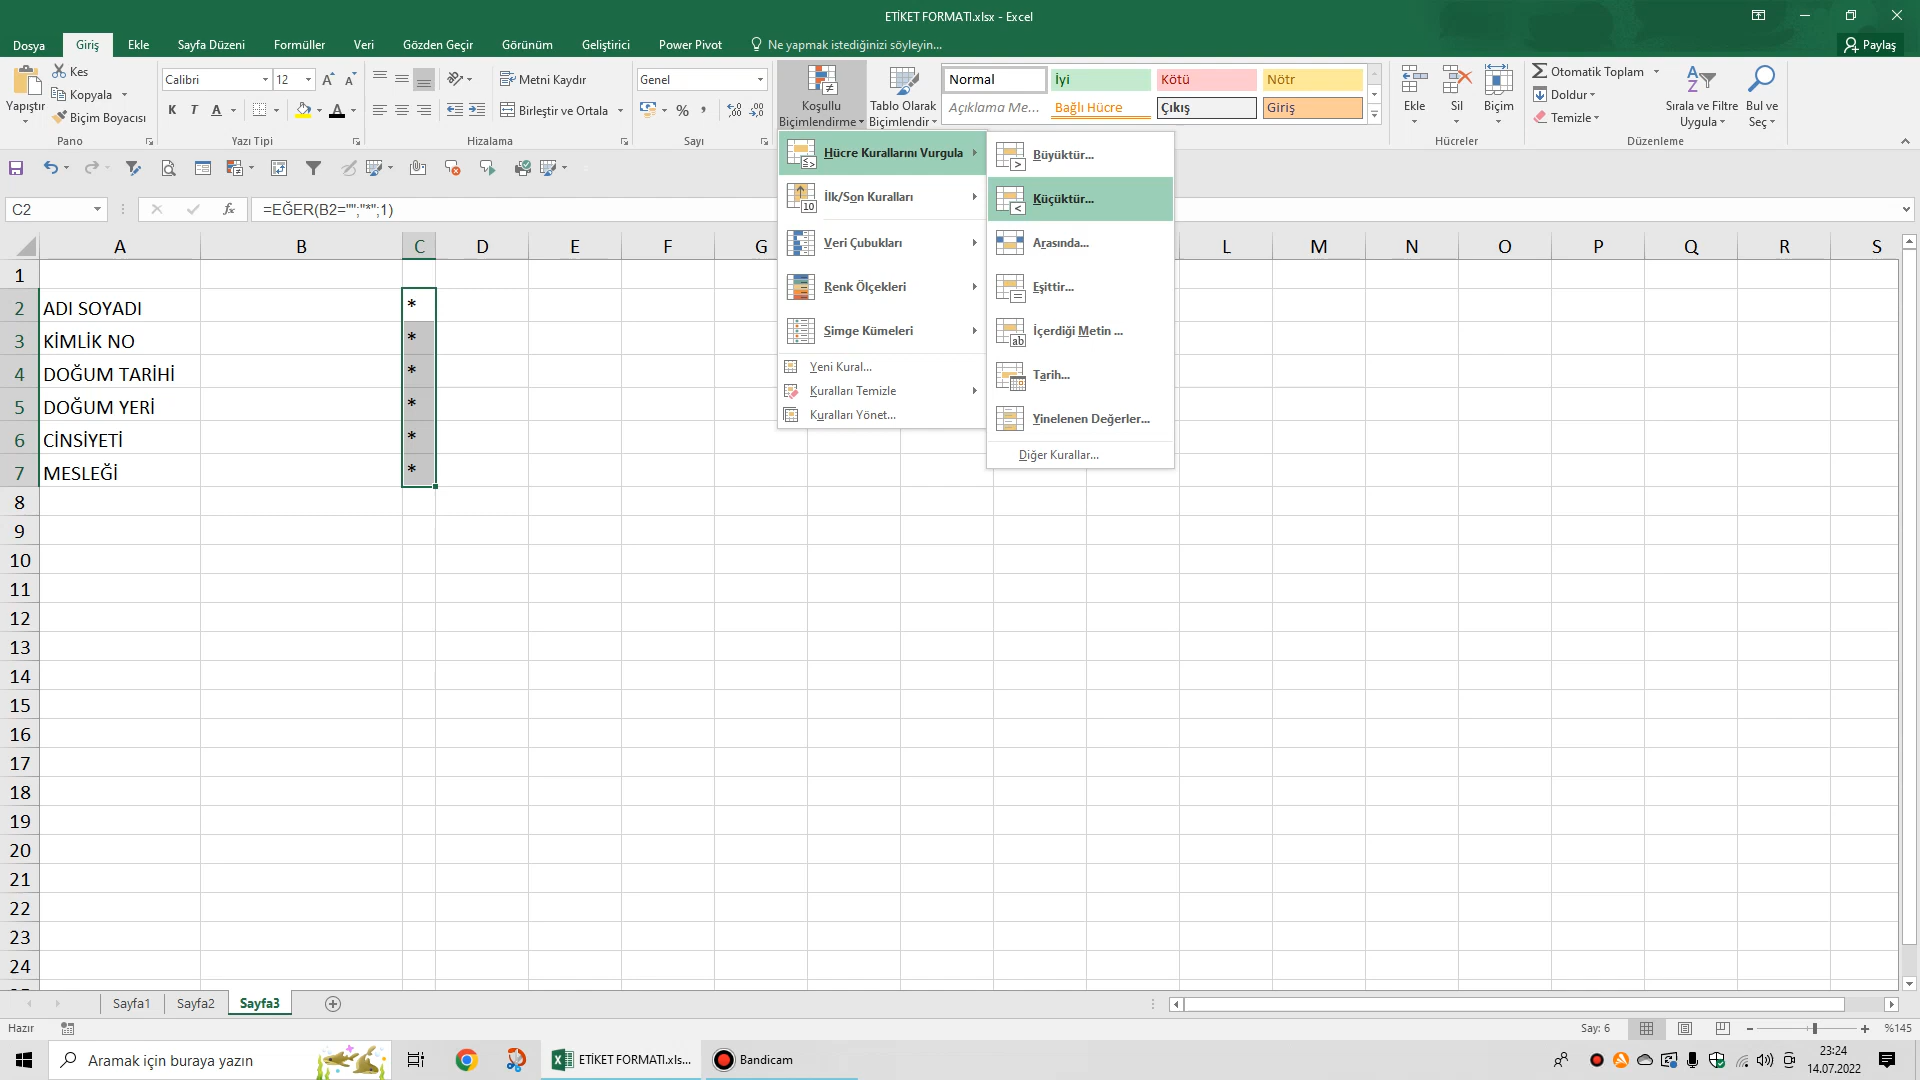 ETİKET FORMATI.xlsx - Excel
Dosya Giriş Ekle Sayfa Düzeni Formüller Veri Gözden Geçir Görünüm Geliştirici Power Pivot Ne yapmak istediğinizi söyleyin... Paylaş
Yapıştır
Kes
Kopyala
Biçim Boyacısı
Pano
Calibri 12
K T A
Yazı Tipi
Metni Kaydır
Birleştir ve Ortala
Hizalama
Genel
%
Sayı
Koşullu
Biçimlendirme
Tablo Olarak
Biçimlendir
Normal İyi Kötü Nötr
Açıklama Me... Bağlı Hücre Çıkış Giriş
Ekle Sil Biçim
Hücreler
Otomatik Toplam
Doldur
Temizle
Sırala ve Filtre
Uygula
Bul ve
Seç
Düzenleme
Hücre Kurallarını Vurgula
İlk/Son Kuralları
Veri Çubukları
Renk Ölçekleri
Simge Kümeleri
Yeni Kural...
Kuralları Temizle
Kuralları Yönet...
Büyüktür...
Küçüktür...
Arasında...
Eşittir...
İçerdiği Metin ...
Tarih...
Yinelenen Değerler...
Diğer Kurallar...
C2 fx =EĞER(B2="";"*";1)
A B C D E F G L M N O P Q R S
1
2 ADI SOYADI *
3 KİMLİK NO *
4 DOĞUM TARİHİ *
5 DOĞUM YERİ *
6 CİNSİYETİ *
7 MESLEĞİ *
8
9
10
11
12
13
14
15
16
17
18
19
20
21
22
23
24
Sayfa1 Sayfa2 Sayfa3
Hazır Say: 6 %145
Aramak için buraya yazın ETİKET FORMATI.xls... Bandicam 23:24
14.07.2022